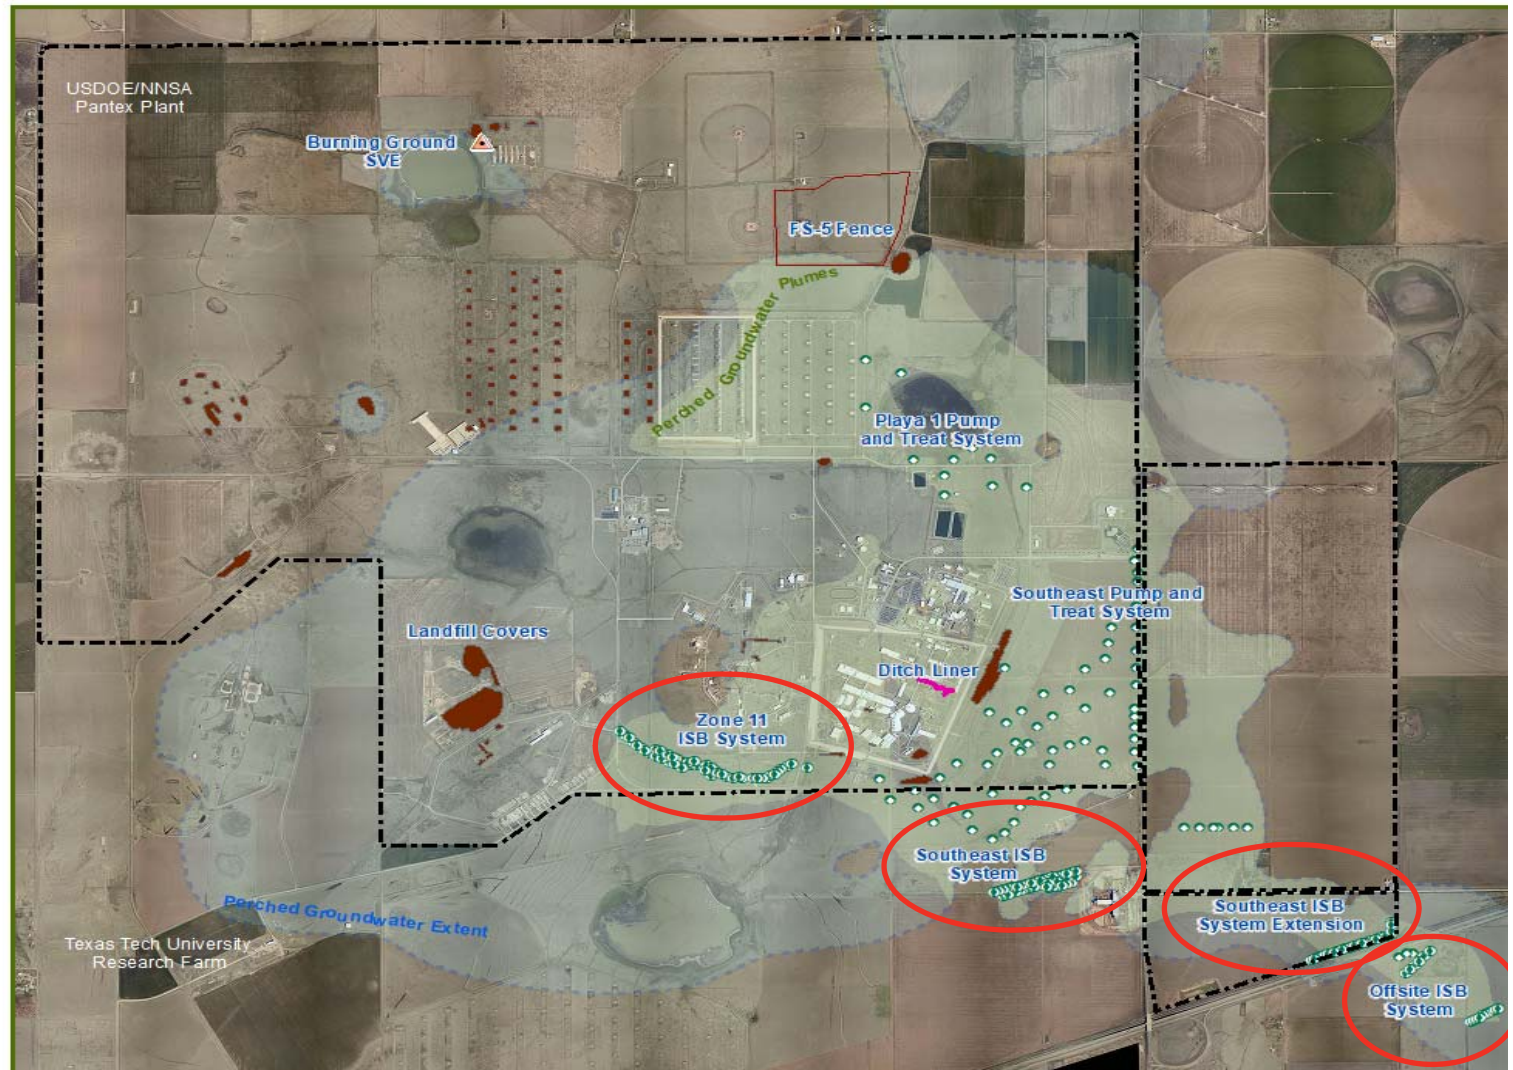 USDOE/NNSA
Pantex Plant
Burning Ground
SVE
FS-5 Fence
Perched Groundwater Plumes
Playa 1 Pump
and Treat System
Southeast Pump and
Treat System
Landfill Covers
Ditch Liner
Zone 11
ISB System
Southeast ISB
System
Perched Groundwater Extent
Southeast ISB
System Extension
Texas Tech University
Research Farm
Offsite ISB
System